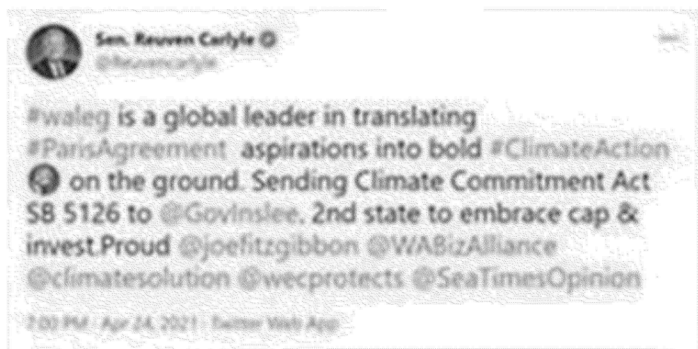 Sen. Reuven Carlyle
@Reuvencarlyle
#waleg is a global leader in translating
#ParisAgreement aspirations into bold #ClimateAction
on the ground. Sending Climate Commitment Act
SB 5126 to @GovInslee. 2nd state to embrace cap &
invest.Proud @joefitzgibbon @WABizAlliance
@climatesolution @wecprotects @SeaTimesOpinion
7:00 PM · Apr 24, 2021 · Twitter Web App